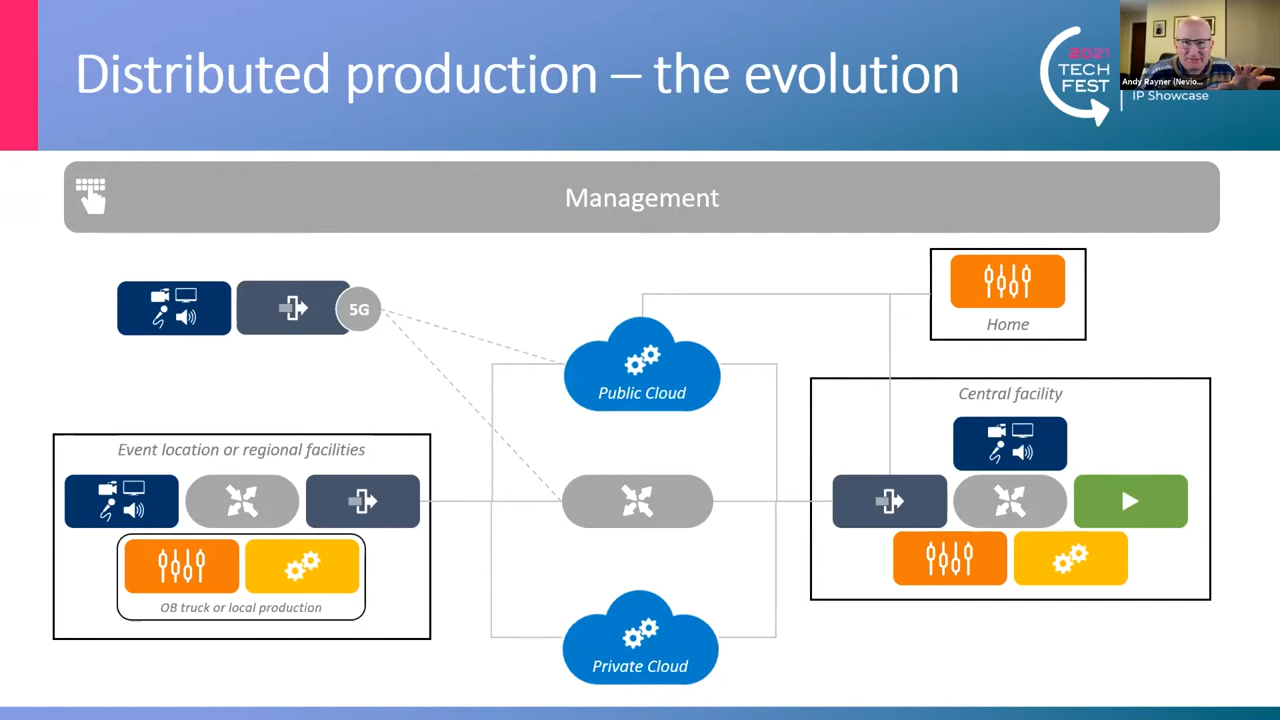 Distributed production – the evolution
2021
TECH
FEST
IP Showcase
Andy Rayner (Nevio...
Management
5G
Home
Public Cloud
Central facility
Event location or regional facilities
OB truck or local production
Private Cloud